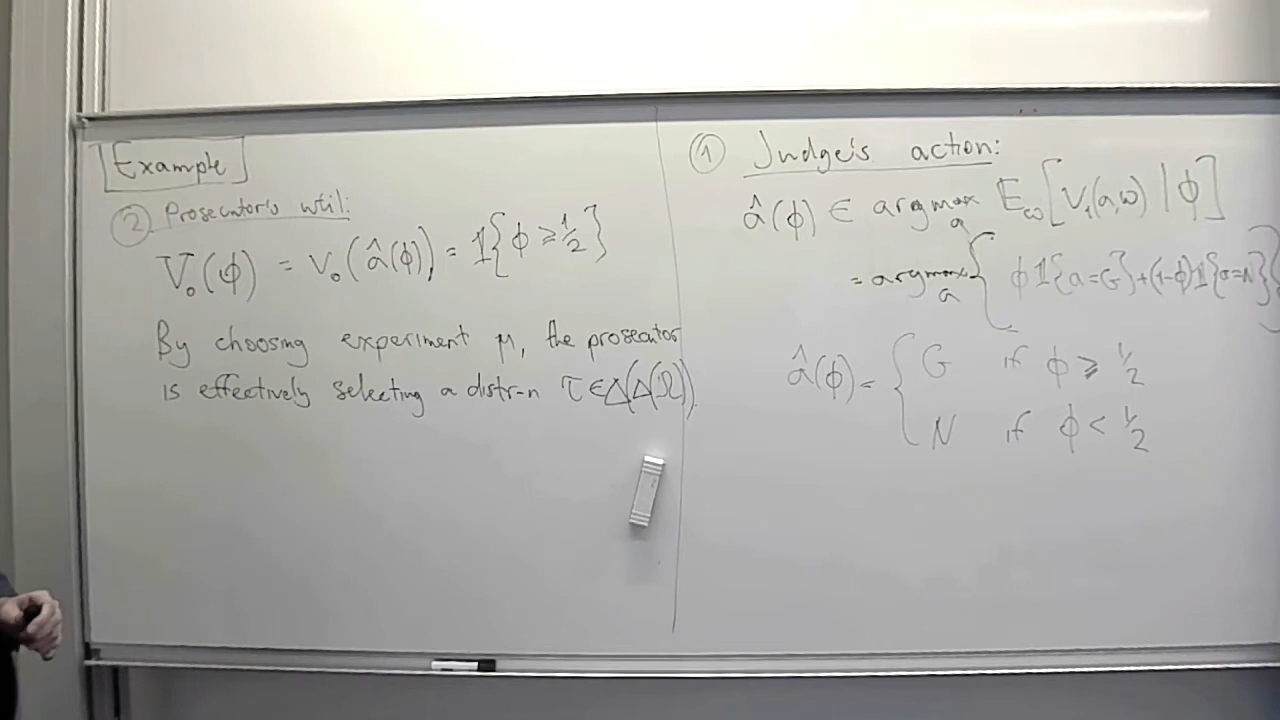 Example
② Prosecutor's util:
V₀(φ) = v₀(â(φ)) = 𝟙{φ ≥ ½}
By choosing experiment μ, the prosecutor
is effectively selecting a distr-n τ∈Δ(Δ(Ω)).
① Judge's action:
â(φ) ∈ argmax_a E_ω[v₁(a,ω) | φ]
= argmax_a { φ𝟙{a=G}+(1-φ)𝟙{a=N} }
â(φ) = { G if φ ≥ ½
N if φ < ½